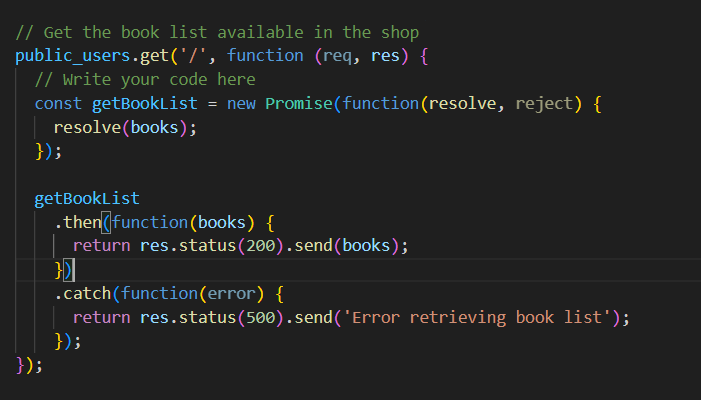 // Get the book list available in the shop
public_users.get('/', function (req, res) {
  // Write your code here
  const getBookList = new Promise(function(resolve, reject) {
    resolve(books);
  });

  getBookList
    .then(function(books) {
      return res.status(200).send(books);
    })
    .catch(function(error) {
      return res.status(500).send('Error retrieving book list');
    });
});